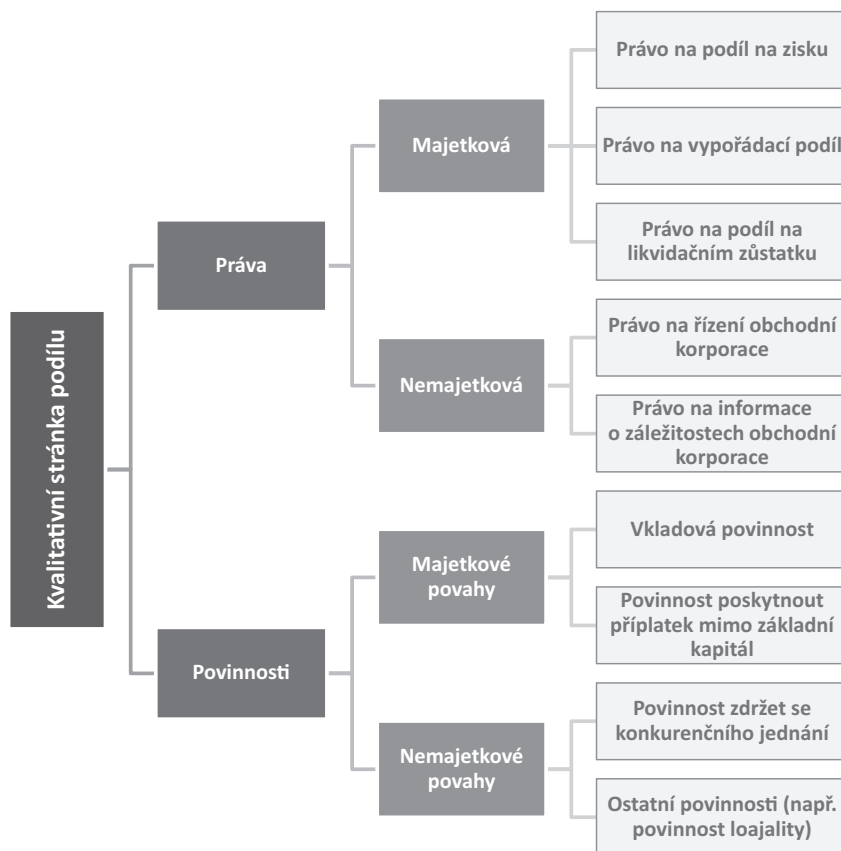 Kvalitativní stránka podílu
Práva
Majetková
Právo na podíl na zisku
Právo na vypořádací podíl
Právo na podíl na
likvidačním zůstatku
Nemajetková
Právo na řízení obchodní
korporace
Právo na informace
o záležitostech obchodní
korporace
Povinnosti
Majetkové
povahy
Vkladová povinnost
Povinnost poskytnout
příplatek mimo základní
kapitál
Nemajetkové
povahy
Povinnost zdržet se
konkurenčního jednání
Ostatní povinnosti (např.
povinnost loajality)